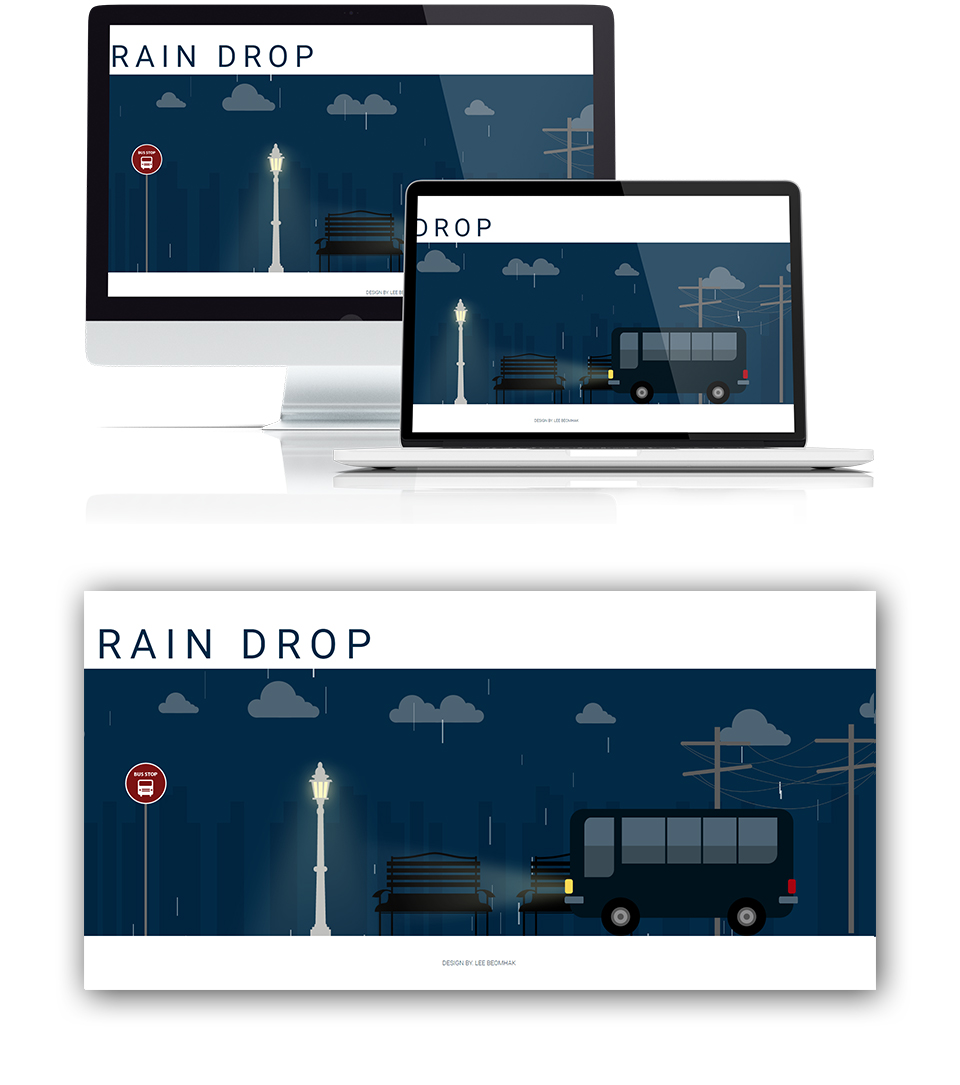 RAIN DROP
BUS STOP
DESIGN BY. LEE BE
DROP
DESIGN BY. LEE BEOMHAK
RAIN DROP
BUS STOP
DESIGN BY. LEE BEOMHAK